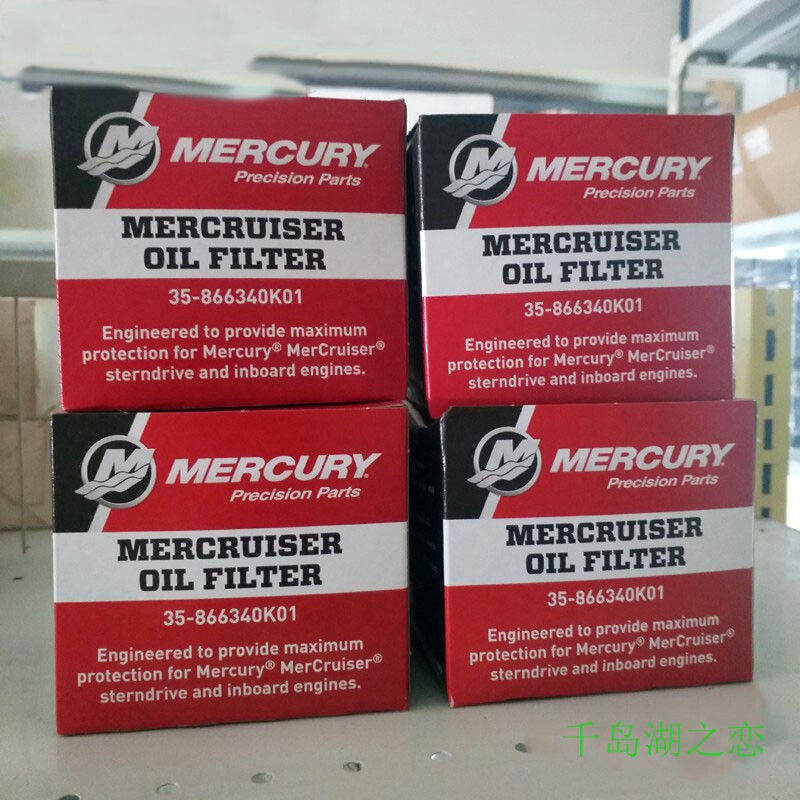 MERCURY
Precision Parts
MERCRUISER
OIL FILTER
35-866340K01
Engineered to provide maximum
protection for Mercury® MerCruiser®
sterndrive and inboard engines.
MERCURY
Precision Parts
MERCRUISER
OIL FILTER
35-866340K01
Engineered to provide maximum
protection for Mercury® MerCruiser®
sterndrive and inboard engines.
MERCURY
Precision Parts
MERCRUISER
OIL FILTER
35-866340K01
Engineered to provide maximum
protection for Mercury® MerCruiser®
sterndrive and inboard engines.
MERCURY
Precision Parts
MERCRUISER
OIL FILTER
35-866340K01
Engineered to provide maximum
protection for Mercury® MerCruiser®
sterndrive and inboard engines.
千岛湖之恋